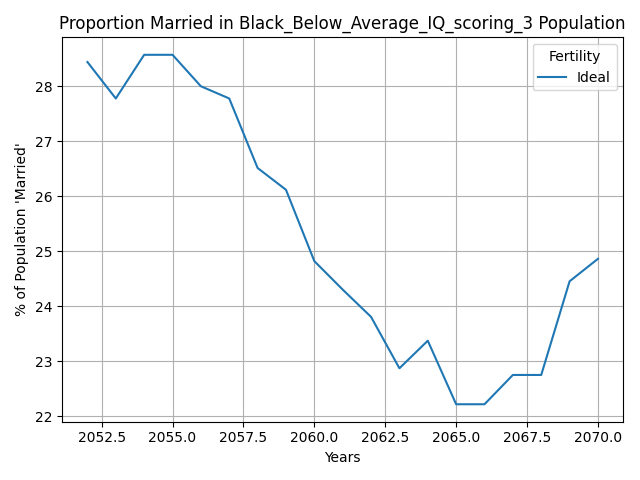 Proportion Married in Black_Below_Average_IQ_scoring_3 Population
Fertility
Ideal
% of Population 'Married'
28
27
26
25
24
23
22
2052.5 2055.0 2057.5 2060.0 2062.5 2065.0 2067.5 2070.0
Years